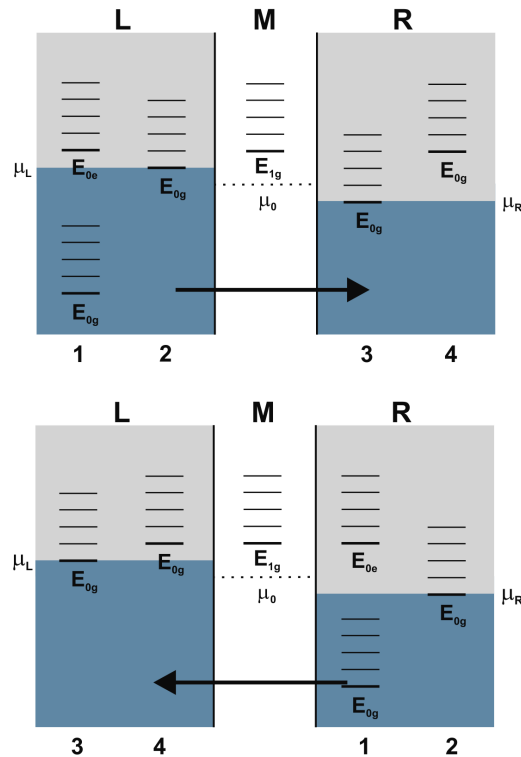 L M R
μL E0e E0g E1g E0g
μ0 E0g μR
E0g
1 2 3 4
L M R
μL E0g E0g E1g E0e
μ0 E0g μR
E0g
3 4 1 2